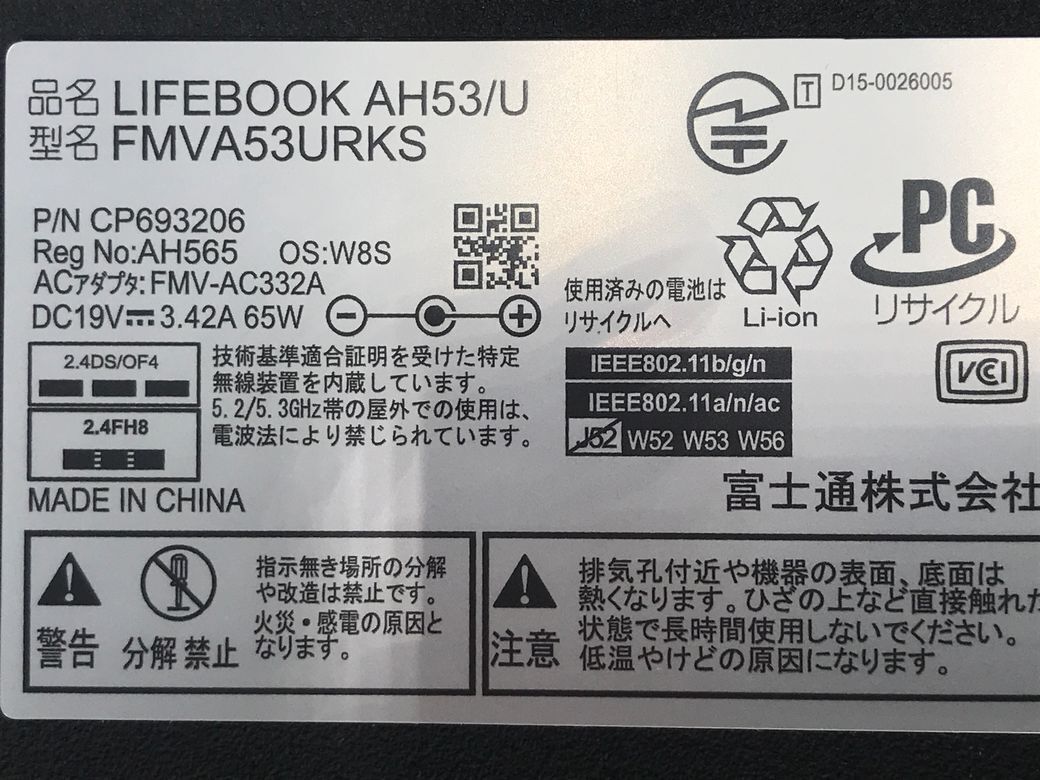 品名 LIFEBOOK AH53/U
型名 FMVA53URKS
T D15-0026005
P/N CP693206
Reg No:AH565 OS:W8S
ACアダプタ:FMV-AC332A
DC19V 3.42A 65W
使用済みの電池は
リサイクルへ
Li-ion
PC
リサイクル
2.4DS/OF4
2.4FH8
技術基準適合証明を受けた特定
無線装置を内蔵しています。
5.2/5.3GHz帯の屋外での使用は、
電波法により禁じられています。
IEEE802.11b/g/n
IEEE802.11a/n/ac
J52 W52 W53 W56
VCCI
MADE IN CHINA
富士通株式会社
警告
分解禁止
指示無き場所の分解
や改造は禁止です。
火災・感電の原因と
なります。
注意
排気孔付近や機器の表面、底面は
熱くなります。ひざの上など直接触れた
状態で長時間使用しないでください。
低温やけどの原因になります。